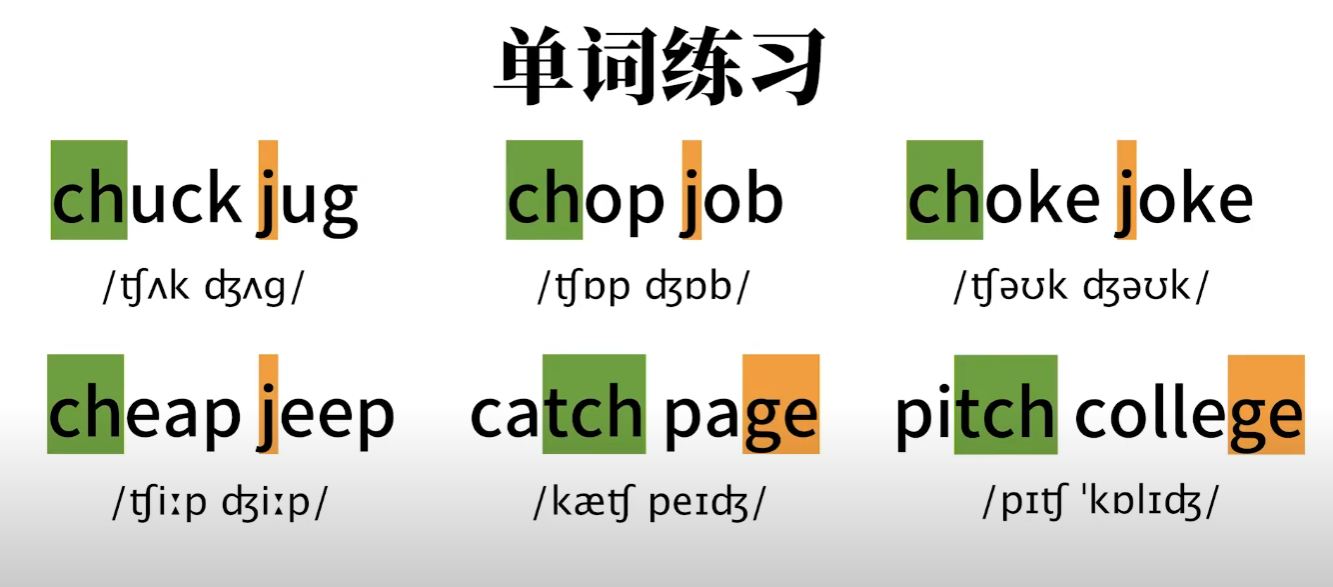 单词练习
chuck jug
chop job
choke joke
/ʧʌk ʤʌg/
/ʧɒp ʤɒb/
/ʧəʊk ʤəʊk/
cheap jeep
catch page
pitch college
/ʧiːp ʤiːp/
/kæʧ peɪʤ/
/pɪʧ ˈkɒlɪʤ/